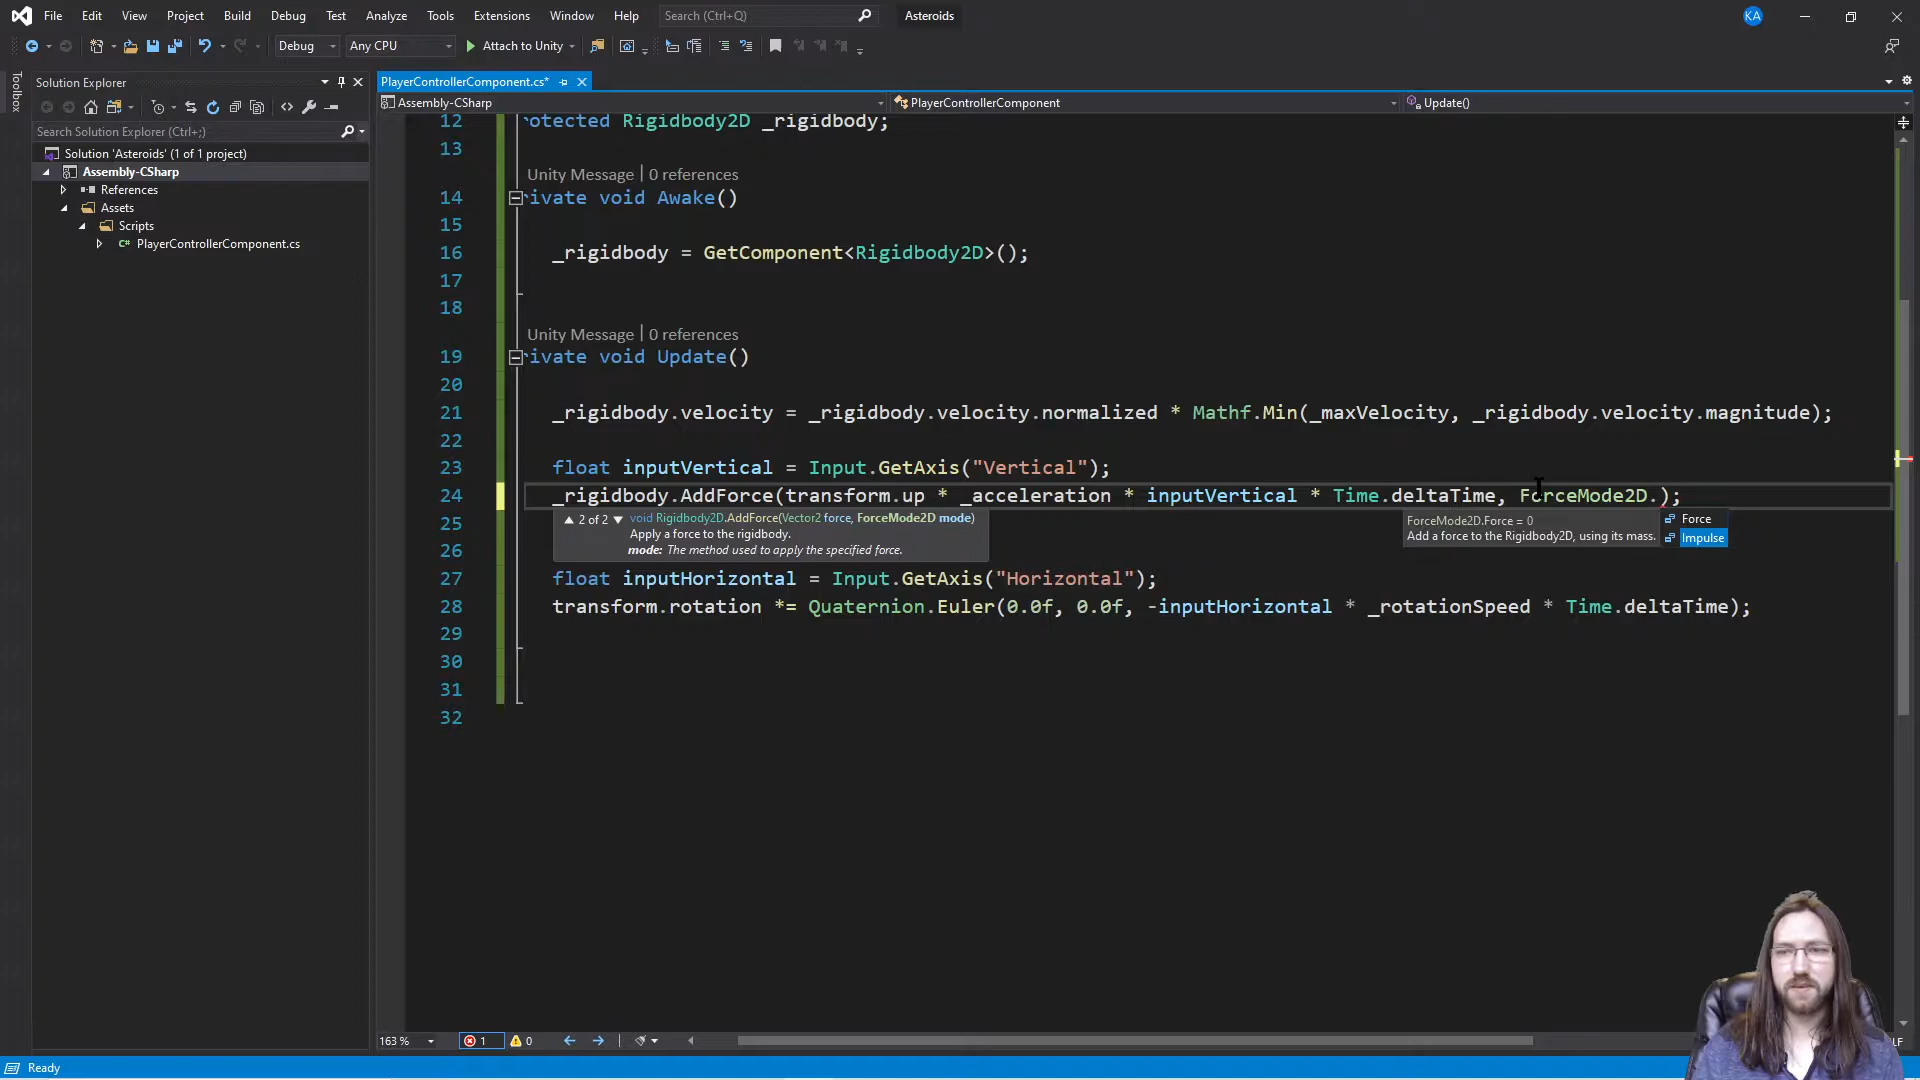 File Edit View Project Build Debug Test Analyze Tools Extensions Window Help Search (Ctrl+Q) Asteroids KA
Debug Any CPU Attach to Unity
Toolbox
Solution Explorer
Search Solution Explorer (Ctrl+;)
Solution 'Asteroids' (1 of 1 project)
Assembly-CSharp
References
Assets
Scripts
C# PlayerControllerComponent.cs
PlayerControllerComponent.cs*
Assembly-CSharp PlayerControllerComponent Update()
12 rotected Rigidbody2D _rigidbody;
13
Unity Message | 0 references
14 rivate void Awake()
15
16 _rigidbody = GetComponent<Rigidbody2D>();
17
18
Unity Message | 0 references
19 rivate void Update()
20
21 _rigidbody.velocity = _rigidbody.velocity.normalized * Mathf.Min(_maxVelocity, _rigidbody.velocity.magnitude);
22
23 float inputVertical = Input.GetAxis("Vertical");
24 _rigidbody.AddForce(transform.up * _acceleration * inputVertical * Time.deltaTime, ForceMode2D.);
25
2 of 2 void Rigidbody2D.AddForce(Vector2 force, ForceMode2D mode)
Apply a force to the rigidbody.
mode: The method used to apply the specified force.
ForceMode2D.Force = 0
Add a force to the Rigidbody2D, using its mass.
Force
Impulse
26
27 float inputHorizontal = Input.GetAxis("Horizontal");
28 transform.rotation *= Quaternion.Euler(0.0f, 0.0f, -inputHorizontal * _rotationSpeed * Time.deltaTime);
29
30
31
32
163 % 1 0
Ready